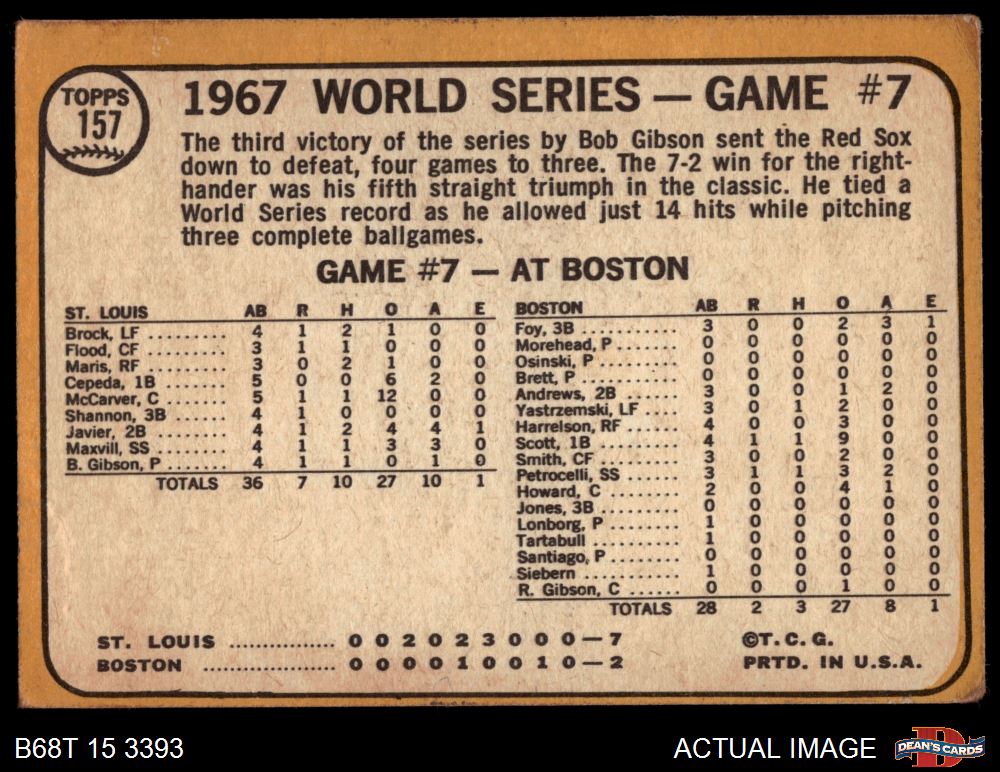 TOPPS
157
1967 WORLD SERIES — GAME #7
The third victory of the series by Bob Gibson sent the Red Sox
down to defeat, four games to three. The 7-2 win for the right-
hander was his fifth straight triumph in the classic. He tied a
World Series record as he allowed just 14 hits while pitching
three complete ballgames.
GAME #7 — AT BOSTON
ST. LOUIS AB R H O A E
Brock, LF ......... 4 1 2 1 0 0
Flood, CF ......... 3 1 1 0 0 0
Maris, RF ......... 3 0 2 1 0 0
Cepeda, 1B ....... 5 0 0 6 2 0
McCarver, C ...... 5 1 1 12 0 0
Shannon, 3B ...... 4 1 0 0 0 0
Javier, 2B ........ 4 1 2 4 4 1
Maxvill, SS ....... 4 1 1 3 3 0
B. Gibson, P ....... 4 1 1 0 1 0
TOTALS 36 7 10 27 10 1
BOSTON AB R H O A E
Foy, 3B ........... 3 0 0 2 3 1
Morehead, P ....... 0 0 0 0 0 0
Osinski, P ......... 0 0 0 0 0 0
Brett, P ........... 0 0 0 0 0 0
Andrews, 2B ....... 3 0 0 1 2 0
Yastrzemski, LF .... 3 0 1 2 0 0
Harrelson, RF ...... 4 0 0 3 0 0
Scott, 1B .......... 4 1 1 9 0 0
Smith, CF .......... 3 0 0 2 0 0
Petrocelli, SS ....... 3 1 1 3 2 0
Howard, C ......... 2 0 0 4 1 0
Jones, 3B .......... 0 0 0 0 0 0
Lonborg, P ......... 1 0 0 0 0 0
Tartabull .......... 1 0 0 0 0 0
Santiago, P ........ 0 0 0 0 0 0
Siebern ............ 1 0 0 0 0 0
R. Gibson, C ...... 0 0 0 1 0 0
TOTALS 28 2 3 27 8 1
ST. LOUIS ................ 0 0 2 0 2 3 0 0 0 — 7
BOSTON .................... 0 0 0 0 1 0 0 1 0 — 2
©T.C.G.
PRTD. IN U.S.A.
B68T 15 3393
ACTUAL IMAGE
D
DEAN'S CARDS